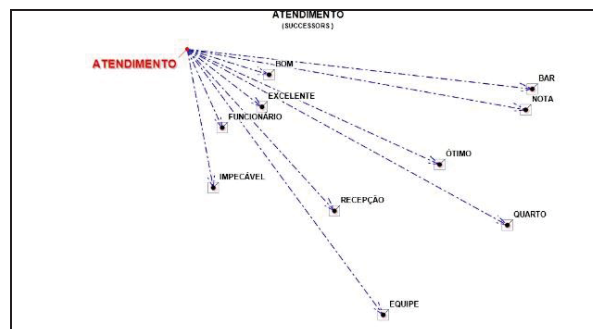 ATENDIMENTO
(SUCCESSORS)
ATENDIMENTO
BOM
BAR
EXCELENTE
NOTA
FUNCIONÁRIO
ÓTIMO
IMPECÁVEL
RECEPÇÃO
QUARTO
EQUIPE